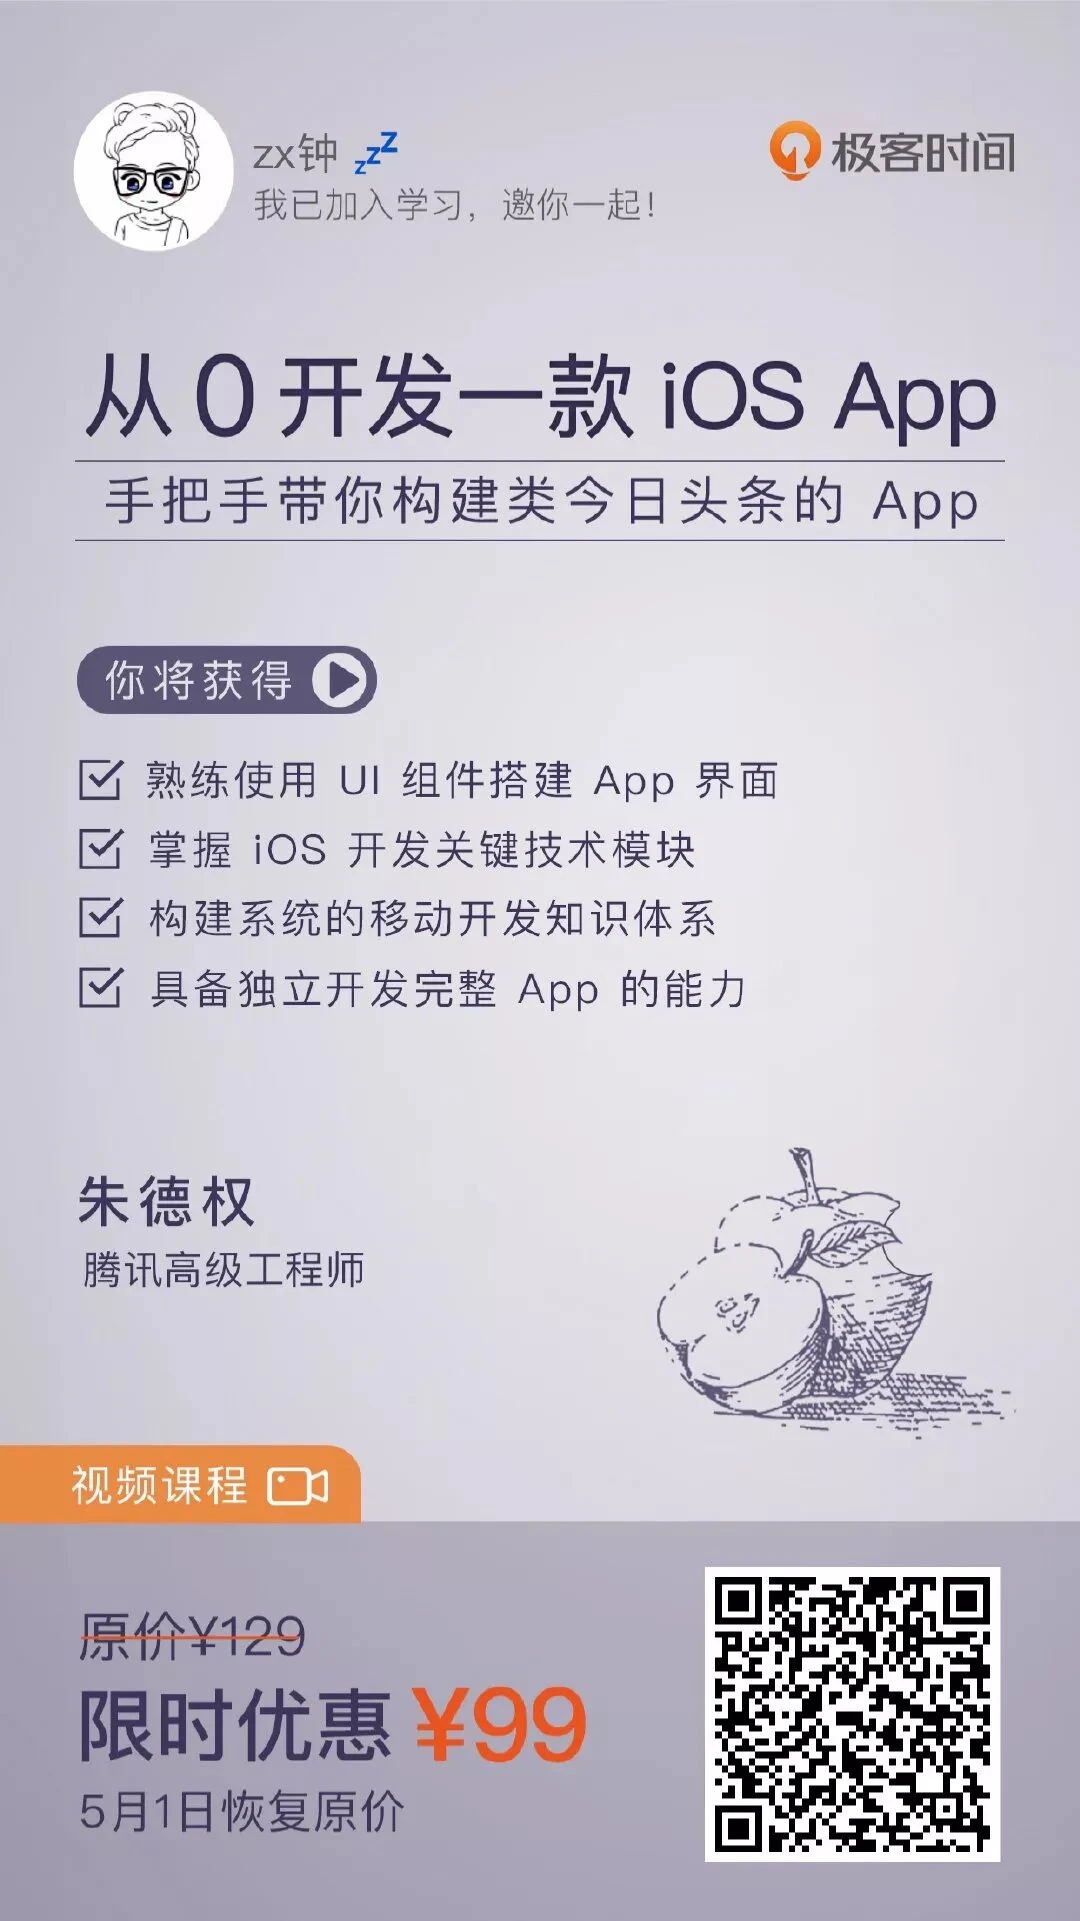 zx钟 💤
我已加入学习，邀你一起！
极客时间
从0开发一款 iOS App
手把手带你构建类今日头条的 App
你将获得
熟练使用 UI 组件搭建 App 界面
掌握 iOS 开发关键技术模块
构建系统的移动开发知识体系
具备独立开发完整 App 的能力
朱德权
腾讯高级工程师
视频课程
原价¥129
限时优惠 ¥99
5月1日恢复原价